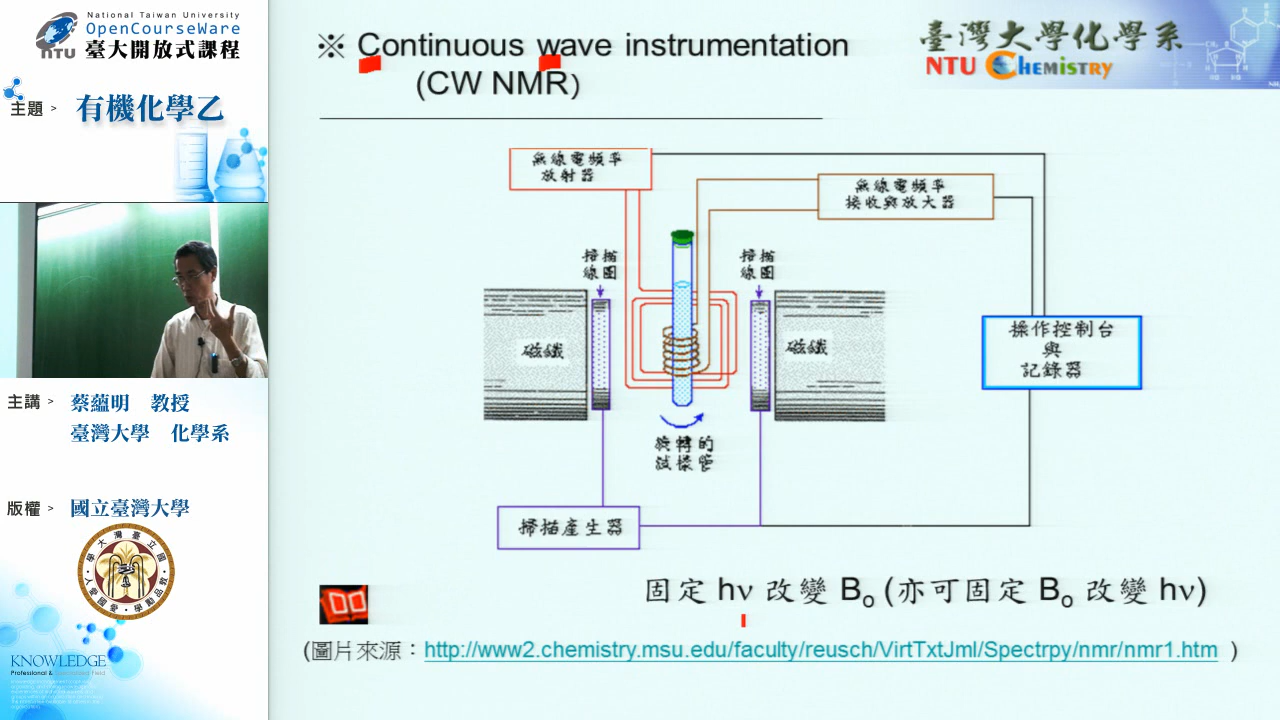 National Taiwan University
OpenCourseWare
臺大開放式課程
NTU
主題 > 有機化學乙
主講 > 蔡蘊明 教授
臺灣大學 化學系
版權 > 國立臺灣大學
KNOWLEDGE
※ Continuous wave instrumentation
(CW NMR)
臺灣大學化學系
NTU Chemistry
無線電頻率
放射器
無線電頻率
接收與放大器
掃描
線圈
掃描
線圈
磁鐵
磁鐵
操作控制台
與
記錄器
旋轉的
試樣管
掃描產生器
固定 hν 改變 Bo (亦可固定 Bo 改變 hν)
(圖片來源：http://www2.chemistry.msu.edu/faculty/reusch/VirtTxtJml/Spectrpy/nmr/nmr1.htm )